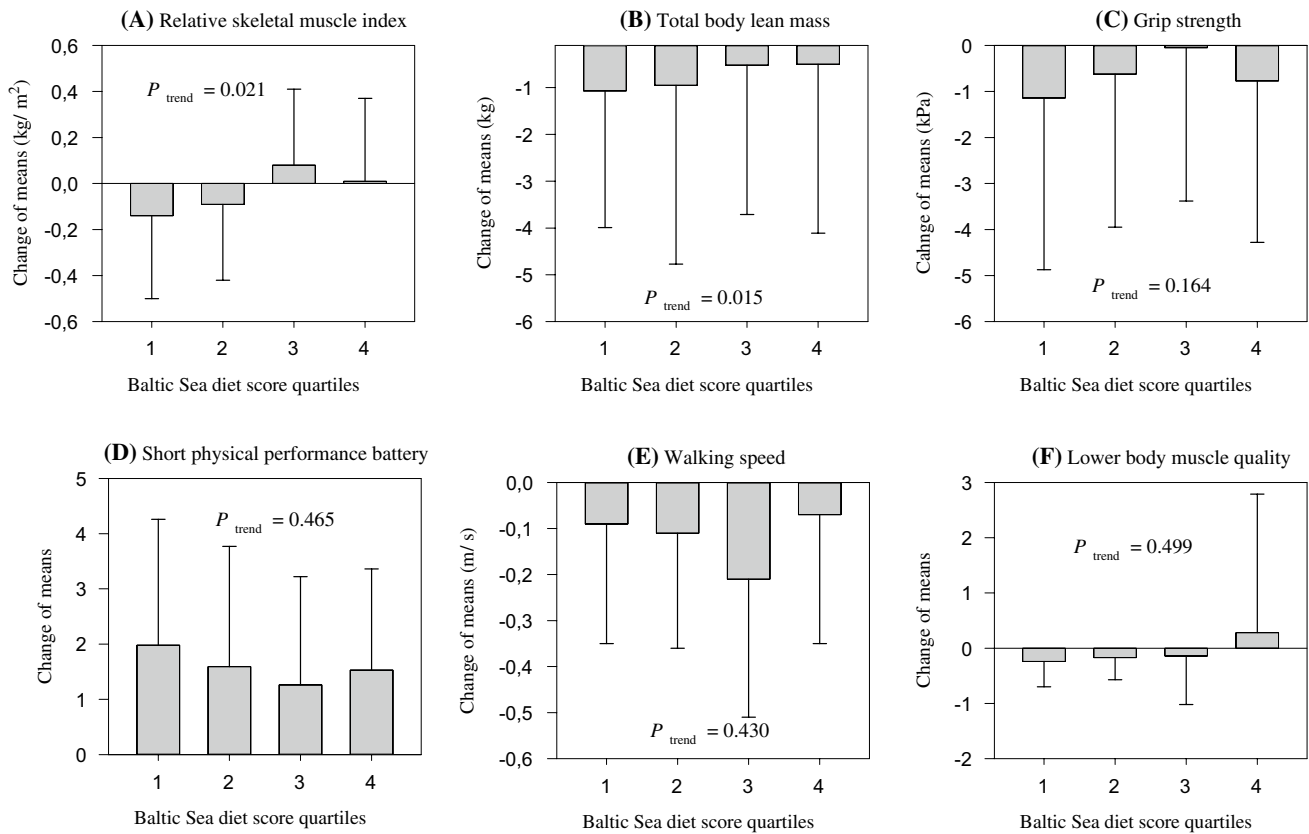 (A) Relative skeletal muscle index
0,6
0,4
0,2
0,0
-0,2
-0,4
-0,6
Change of means (kg/ m²)
P trend = 0.021
1 2 3 4
Baltic Sea diet score quartiles
(B) Total body lean mass
-1
-2
-3
-4
-5
-6
Change of means (kg)
P trend = 0.015
1 2 3 4
Baltic Sea diet score quartiles
(C) Grip strength
0
-1
-2
-3
-4
-5
-6
Cahnge of means (kPa)
P trend = 0.164
1 2 3 4
Baltic Sea diet score quartiles
(D) Short physical performance battery
5
4
3
2
1
0
Change of means
P trend = 0.465
1 2 3 4
Baltic Sea diet score quartiles
(E) Walking speed
0,0
-0,1
-0,2
-0,3
-0,4
-0,5
-0,6
Change of means (m/ s)
P trend = 0.430
1 2 3 4
Baltic Sea diet score quartiles
(F) Lower body muscle quality
3
2
1
0
-1
-2
Change of means
P trend = 0.499
1 2 3 4
Baltic Sea diet score quartiles